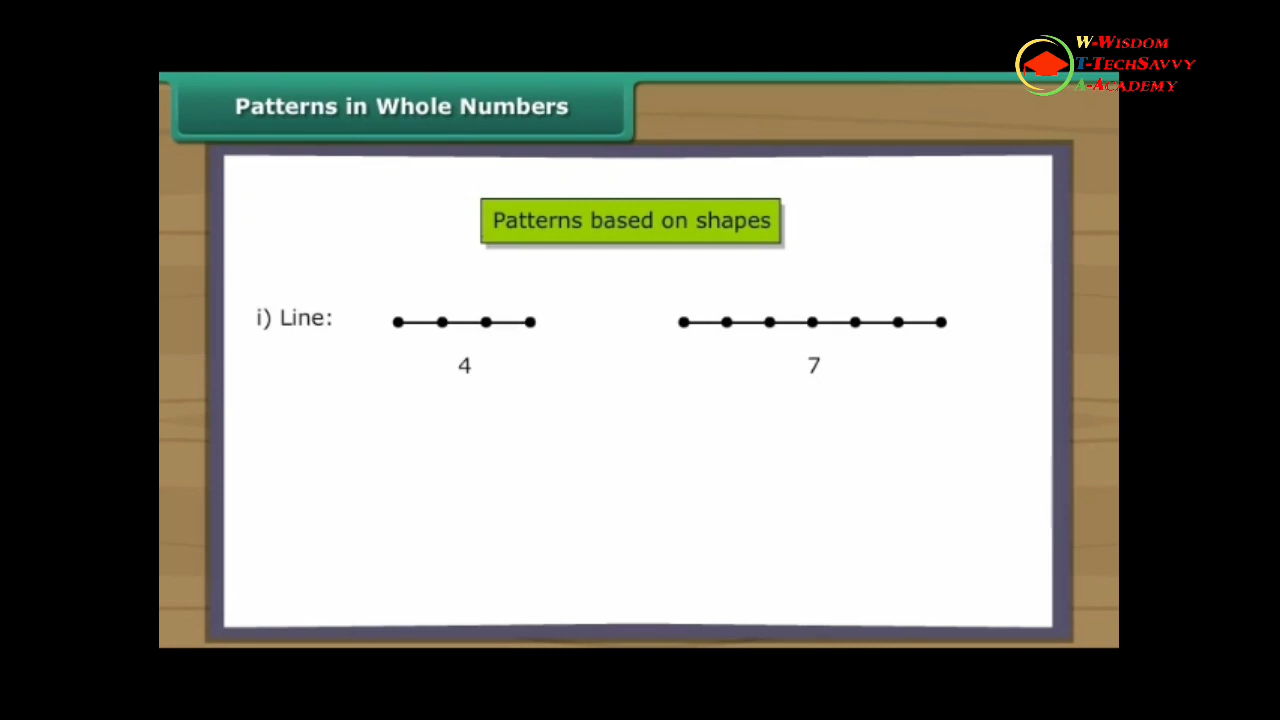 W-Wisdom
T-TechSavvy
A-Academy
Patterns in Whole Numbers
Patterns based on shapes
i) Line:
4 7